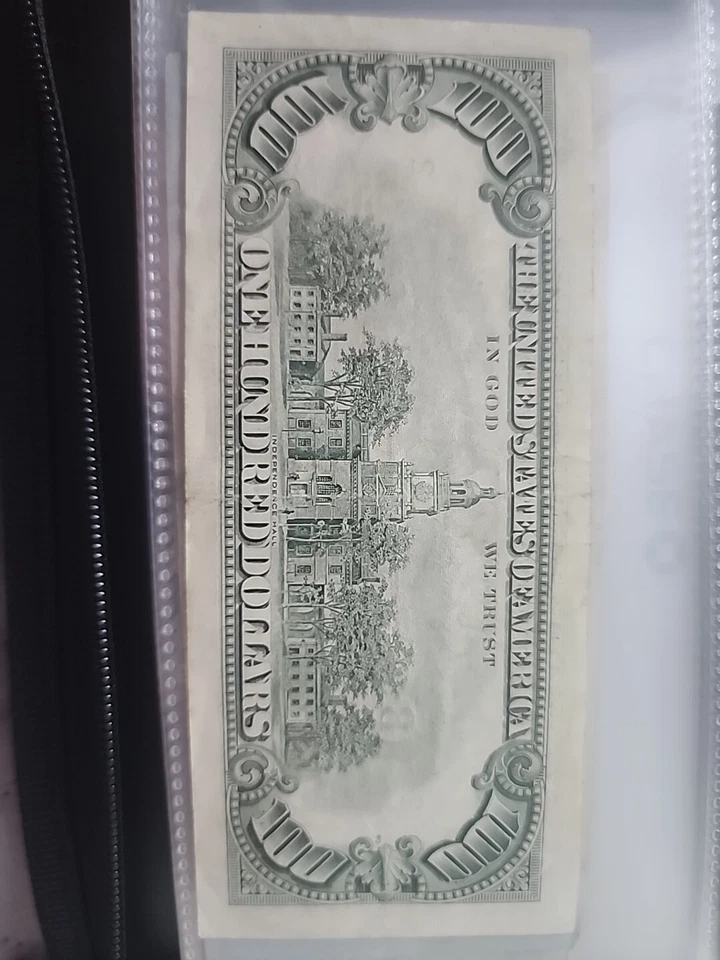 100 100
THE UNITED STATES OF AMERICA
IN GOD WE TRUST
INDEPENDENCE HALL
ONE HUNDRED DOLLARS
100 100